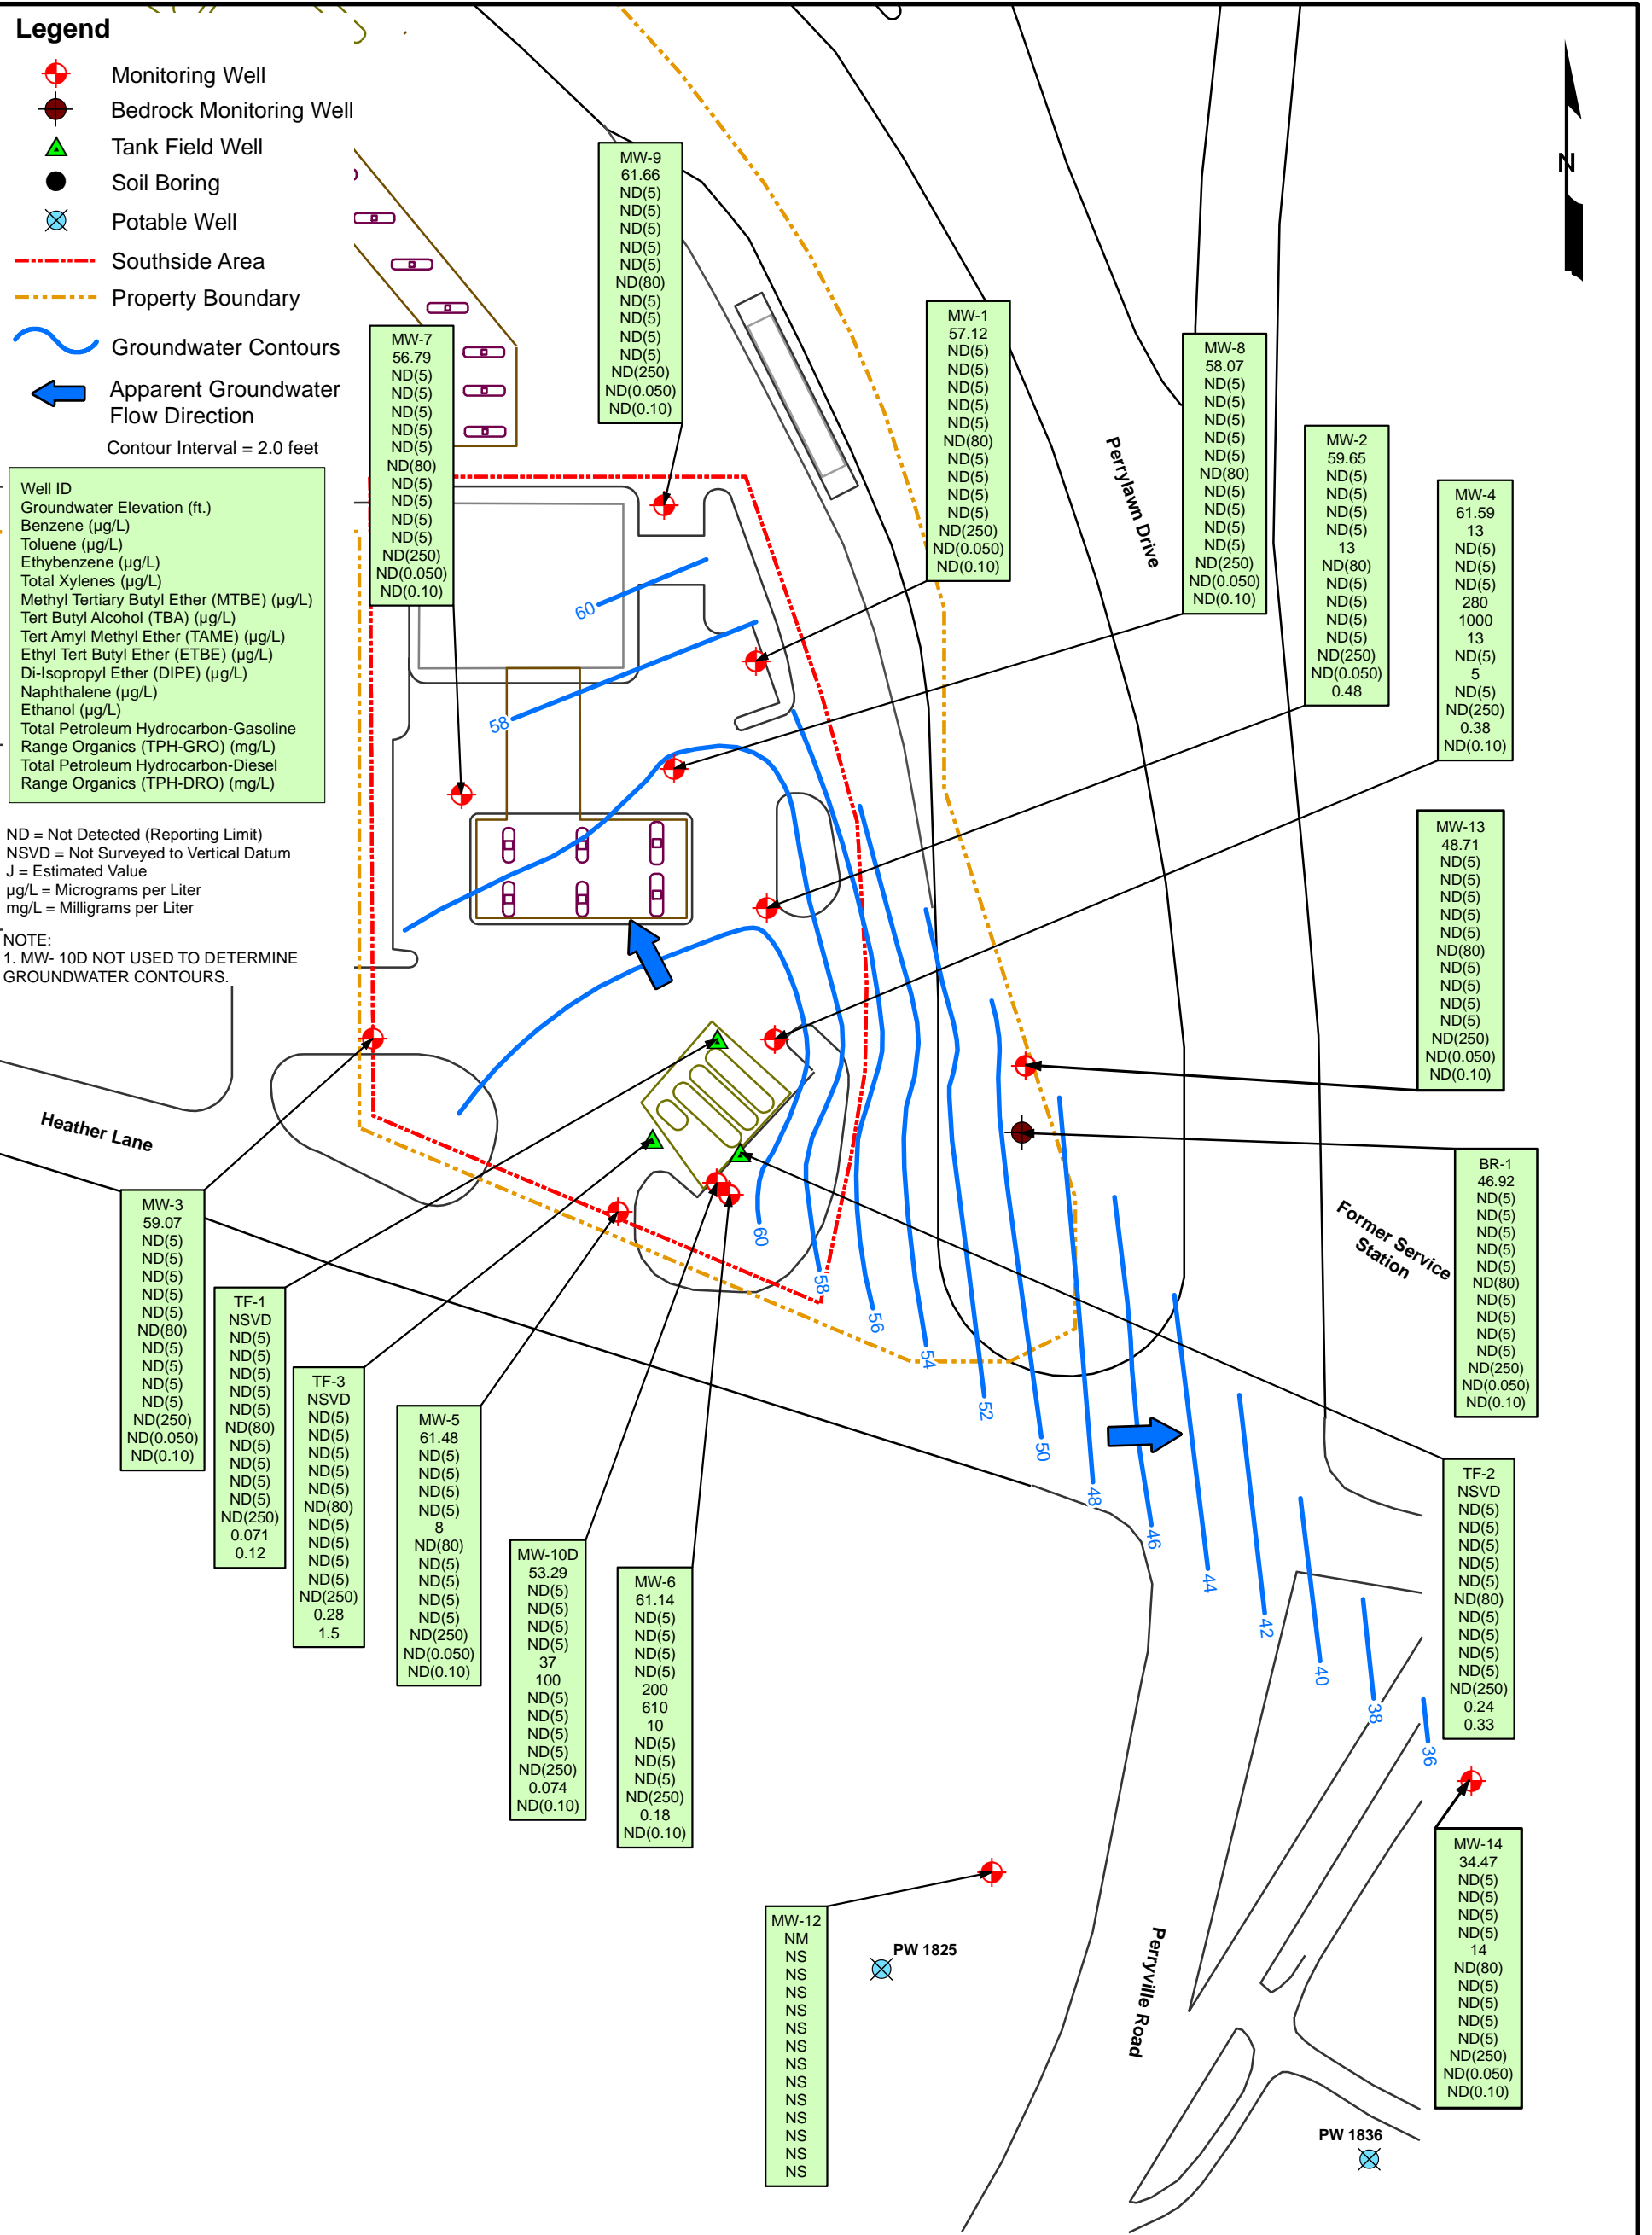 Legend
Monitoring Well
Bedrock Monitoring Well
Tank Field Well
Soil Boring
Potable Well
Southside Area
Property Boundary
Groundwater Contours
Apparent Groundwater
Flow Direction
Contour Interval = 2.0 feet
Well ID
Groundwater Elevation (ft.)
Benzene (µg/L)
Toluene (µg/L)
Ethybenzene (µg/L)
Total Xylenes (µg/L)
Methyl Tertiary Butyl Ether (MTBE) (µg/L)
Tert Butyl Alcohol (TBA) (µg/L)
Tert Amyl Methyl Ether (TAME) (µg/L)
Ethyl Tert Butyl Ether (ETBE) (µg/L)
Di-Isopropyl Ether (DIPE) (µg/L)
Naphthalene (µg/L)
Ethanol (µg/L)
Total Petroleum Hydrocarbon-Gasoline
Range Organics (TPH-GRO) (mg/L)
Total Petroleum Hydrocarbon-Diesel
Range Organics (TPH-DRO) (mg/L)
ND = Not Detected (Reporting Limit)
NSVD = Not Surveyed to Vertical Datum
J = Estimated Value
µg/L = Micrograms per Liter
mg/L = Milligrams per Liter
NOTE:
1. MW- 10D NOT USED TO DETERMINE
GROUNDWATER CONTOURS.
N
MW-9
61.66
ND(5)
ND(5)
ND(5)
ND(5)
ND(5)
ND(80)
ND(5)
ND(5)
ND(5)
ND(5)
ND(250)
ND(0.050)
ND(0.10)
MW-7
56.79
ND(5)
ND(5)
ND(5)
ND(5)
ND(5)
ND(80)
ND(5)
ND(5)
ND(5)
ND(5)
ND(250)
ND(0.050)
ND(0.10)
MW-1
57.12
ND(5)
ND(5)
ND(5)
ND(5)
ND(5)
ND(80)
ND(5)
ND(5)
ND(5)
ND(5)
ND(250)
ND(0.050)
ND(0.10)
MW-8
58.07
ND(5)
ND(5)
ND(5)
ND(5)
ND(5)
ND(80)
ND(5)
ND(5)
ND(5)
ND(5)
ND(250)
ND(0.050)
ND(0.10)
MW-2
59.65
ND(5)
ND(5)
ND(5)
ND(5)
13
ND(80)
ND(5)
ND(5)
ND(5)
ND(5)
ND(250)
ND(0.050)
0.48
MW-4
61.59
13
ND(5)
ND(5)
ND(5)
280
1000
13
ND(5)
5
ND(5)
ND(250)
0.38
ND(0.10)
MW-13
48.71
ND(5)
ND(5)
ND(5)
ND(5)
ND(5)
ND(80)
ND(5)
ND(5)
ND(5)
ND(5)
ND(250)
ND(0.050)
ND(0.10)
BR-1
46.92
ND(5)
ND(5)
ND(5)
ND(5)
ND(5)
ND(80)
ND(5)
ND(5)
ND(5)
ND(5)
ND(250)
ND(0.050)
ND(0.10)
MW-3
59.07
ND(5)
ND(5)
ND(5)
ND(5)
ND(5)
ND(80)
ND(5)
ND(5)
ND(5)
ND(5)
ND(250)
ND(0.050)
ND(0.10)
TF-1
NSVD
ND(5)
ND(5)
ND(5)
ND(5)
ND(5)
ND(80)
ND(5)
ND(5)
ND(5)
ND(5)
ND(250)
0.071
0.12
TF-3
NSVD
ND(5)
ND(5)
ND(5)
ND(5)
ND(5)
ND(80)
ND(5)
ND(5)
ND(5)
ND(5)
ND(250)
0.28
1.5
MW-5
61.48
ND(5)
ND(5)
ND(5)
8
ND(80)
ND(5)
ND(5)
ND(5)
ND(5)
ND(250)
ND(0.050)
ND(0.10)
MW-10D
53.29
ND(5)
ND(5)
ND(5)
ND(5)
37
100
ND(5)
ND(5)
ND(5)
ND(5)
ND(250)
0.074
ND(0.10)
MW-6
61.14
ND(5)
ND(5)
ND(5)
ND(5)
200
610
10
ND(5)
ND(5)
ND(5)
ND(250)
0.18
ND(0.10)
TF-2
NSVD
ND(5)
ND(5)
ND(5)
ND(5)
ND(5)
ND(80)
ND(5)
ND(5)
ND(5)
ND(5)
ND(250)
0.24
0.33
MW-14
34.47
ND(5)
ND(5)
ND(5)
ND(5)
14
ND(80)
ND(5)
ND(5)
ND(5)
ND(5)
ND(250)
ND(0.050)
ND(0.10)
MW-12
NM
NS
NS
NS
NS
NS
NS
NS
NS
NS
NS
NS
NS
NS
Perrylawn Drive
Heather Lane
Former Service
Station
Perryville Road
PW 1825
PW 1836
60
58
60
58
56
54
52
50
48
46
44
42
40
38
36